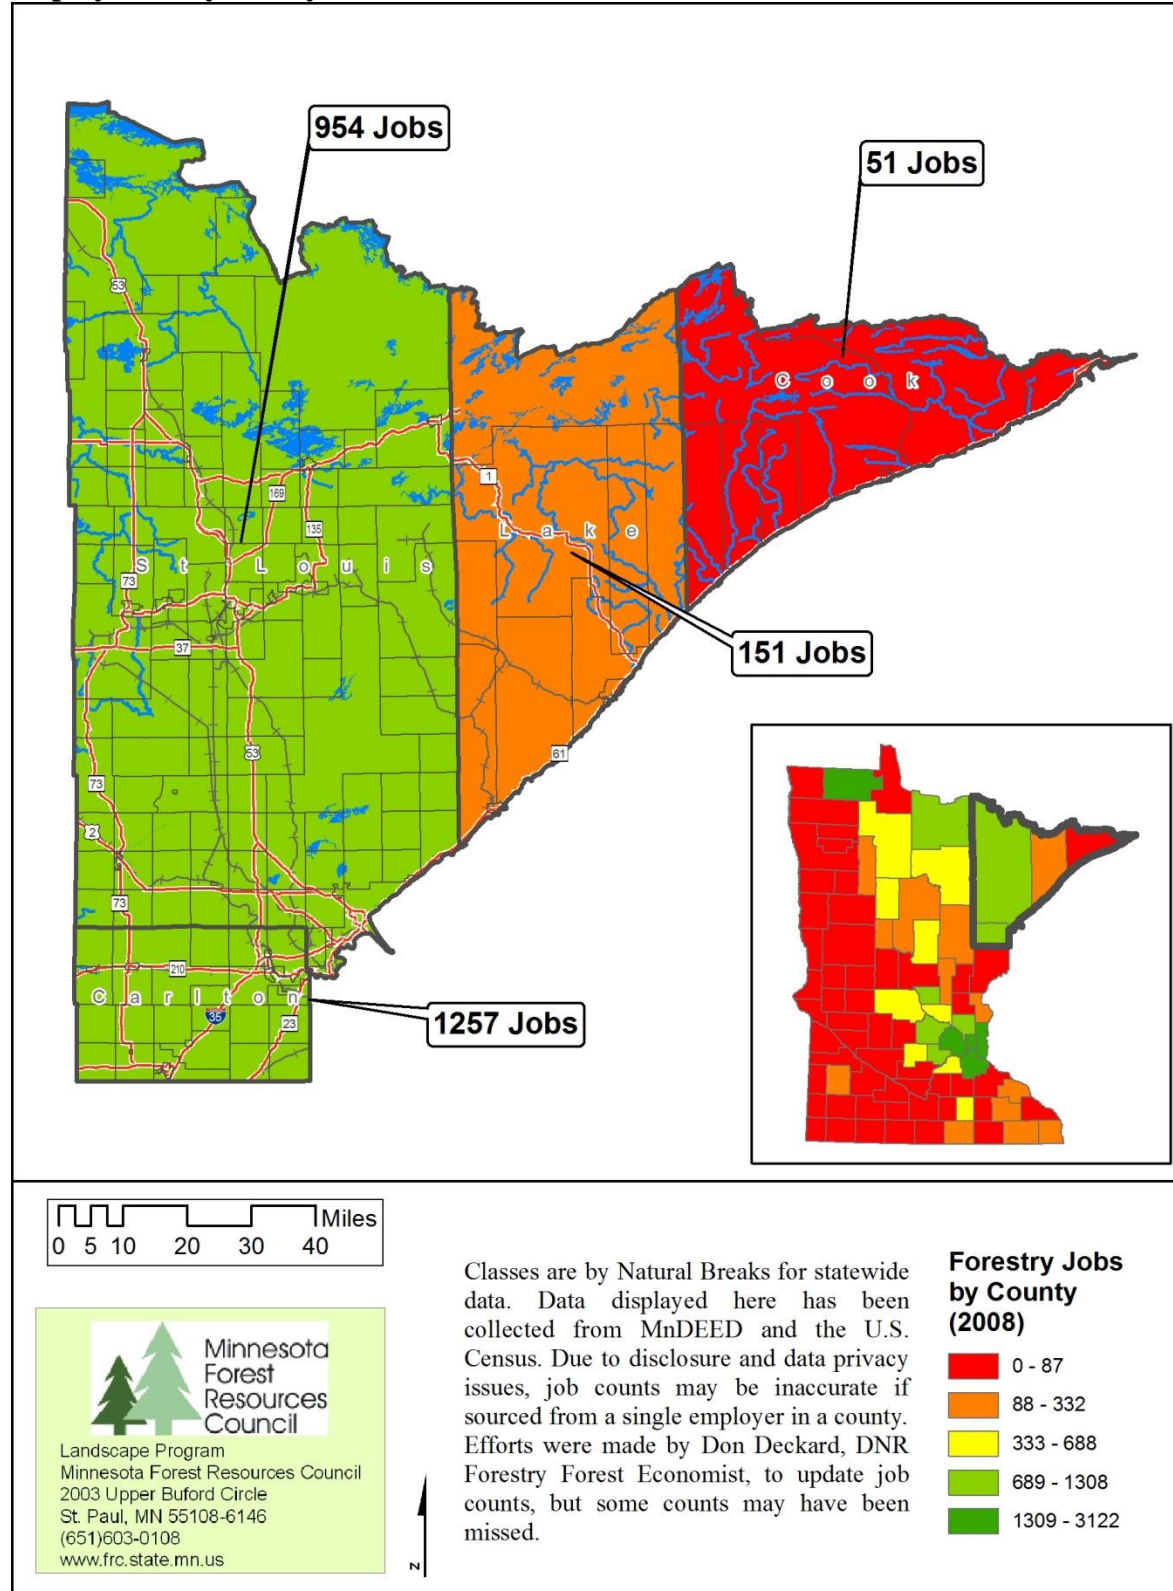 954 Jobs
51 Jobs
53
Cook
169
1
135
Lake
St Louis
73
37
151 Jobs
53
61
73
2
73
210
Carlton
35
23
1257 Jobs
Miles
0 5 10 20 30 40
Minnesota
Forest
Resources
Council
Landscape Program
Minnesota Forest Resources Council
2003 Upper Buford Circle
St. Paul, MN 55108-6146
(651)603-0108
www.frc.state.mn.us
N
Classes are by Natural Breaks for statewide
data. Data displayed here has been
collected from MnDEED and the U.S.
Census. Due to disclosure and data privacy
issues, job counts may be inaccurate if
sourced from a single employer in a county.
Efforts were made by Don Deckard, DNR
Forestry Forest Economist, to update job
counts, but some counts may have been
missed.
Forestry Jobs
by County
(2008)
0 - 87
88 - 332
333 - 688
689 - 1308
1309 - 3122